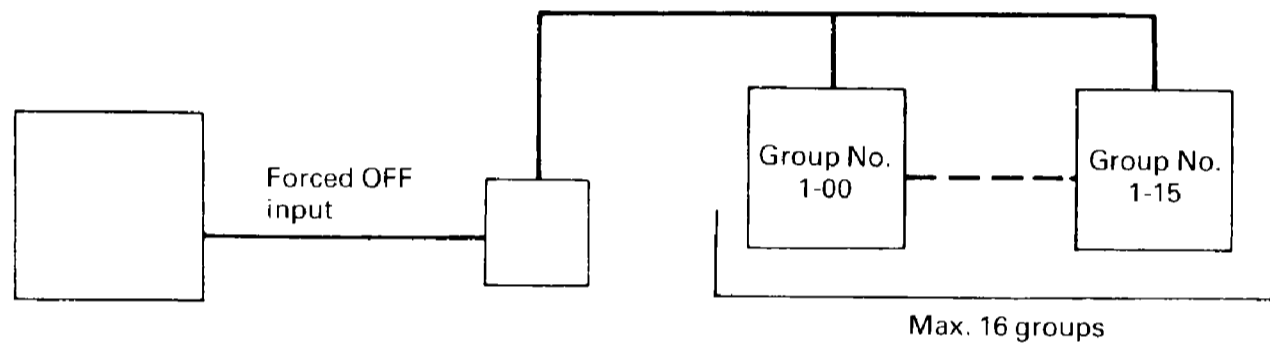 Forced OFF
input
Group No.
1-00
Group No.
1-15
Max. 16 groups